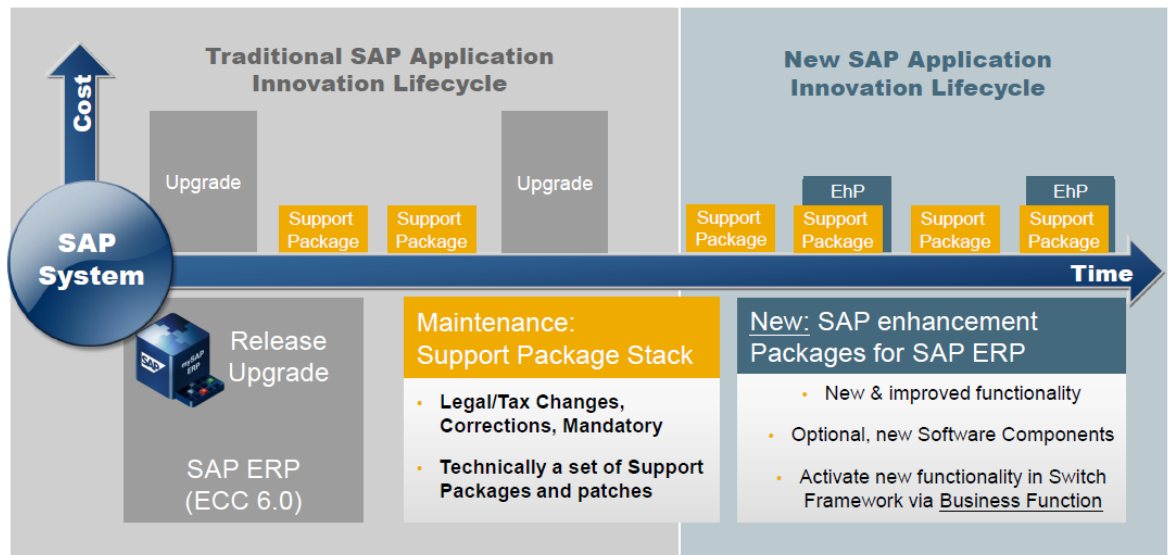 Traditional SAP Application
Innovation Lifecycle
New SAP Application
Innovation Lifecycle
Cost
Upgrade
Support
Package
Support
Package
Upgrade
Support
Package
EhP
Support
Package
Support
Package
EhP
Support
Package
SAP
System
Time
SAP
mySAP
ERP
Release
Upgrade
SAP ERP
(ECC 6.0)
Maintenance:
Support Package Stack
• Legal/Tax Changes,
Corrections, Mandatory
• Technically a set of Support
Packages and patches
New: SAP enhancement
Packages for SAP ERP
• New & improved functionality
• Optional, new Software Components
• Activate new functionality in Switch
Framework via Business Function